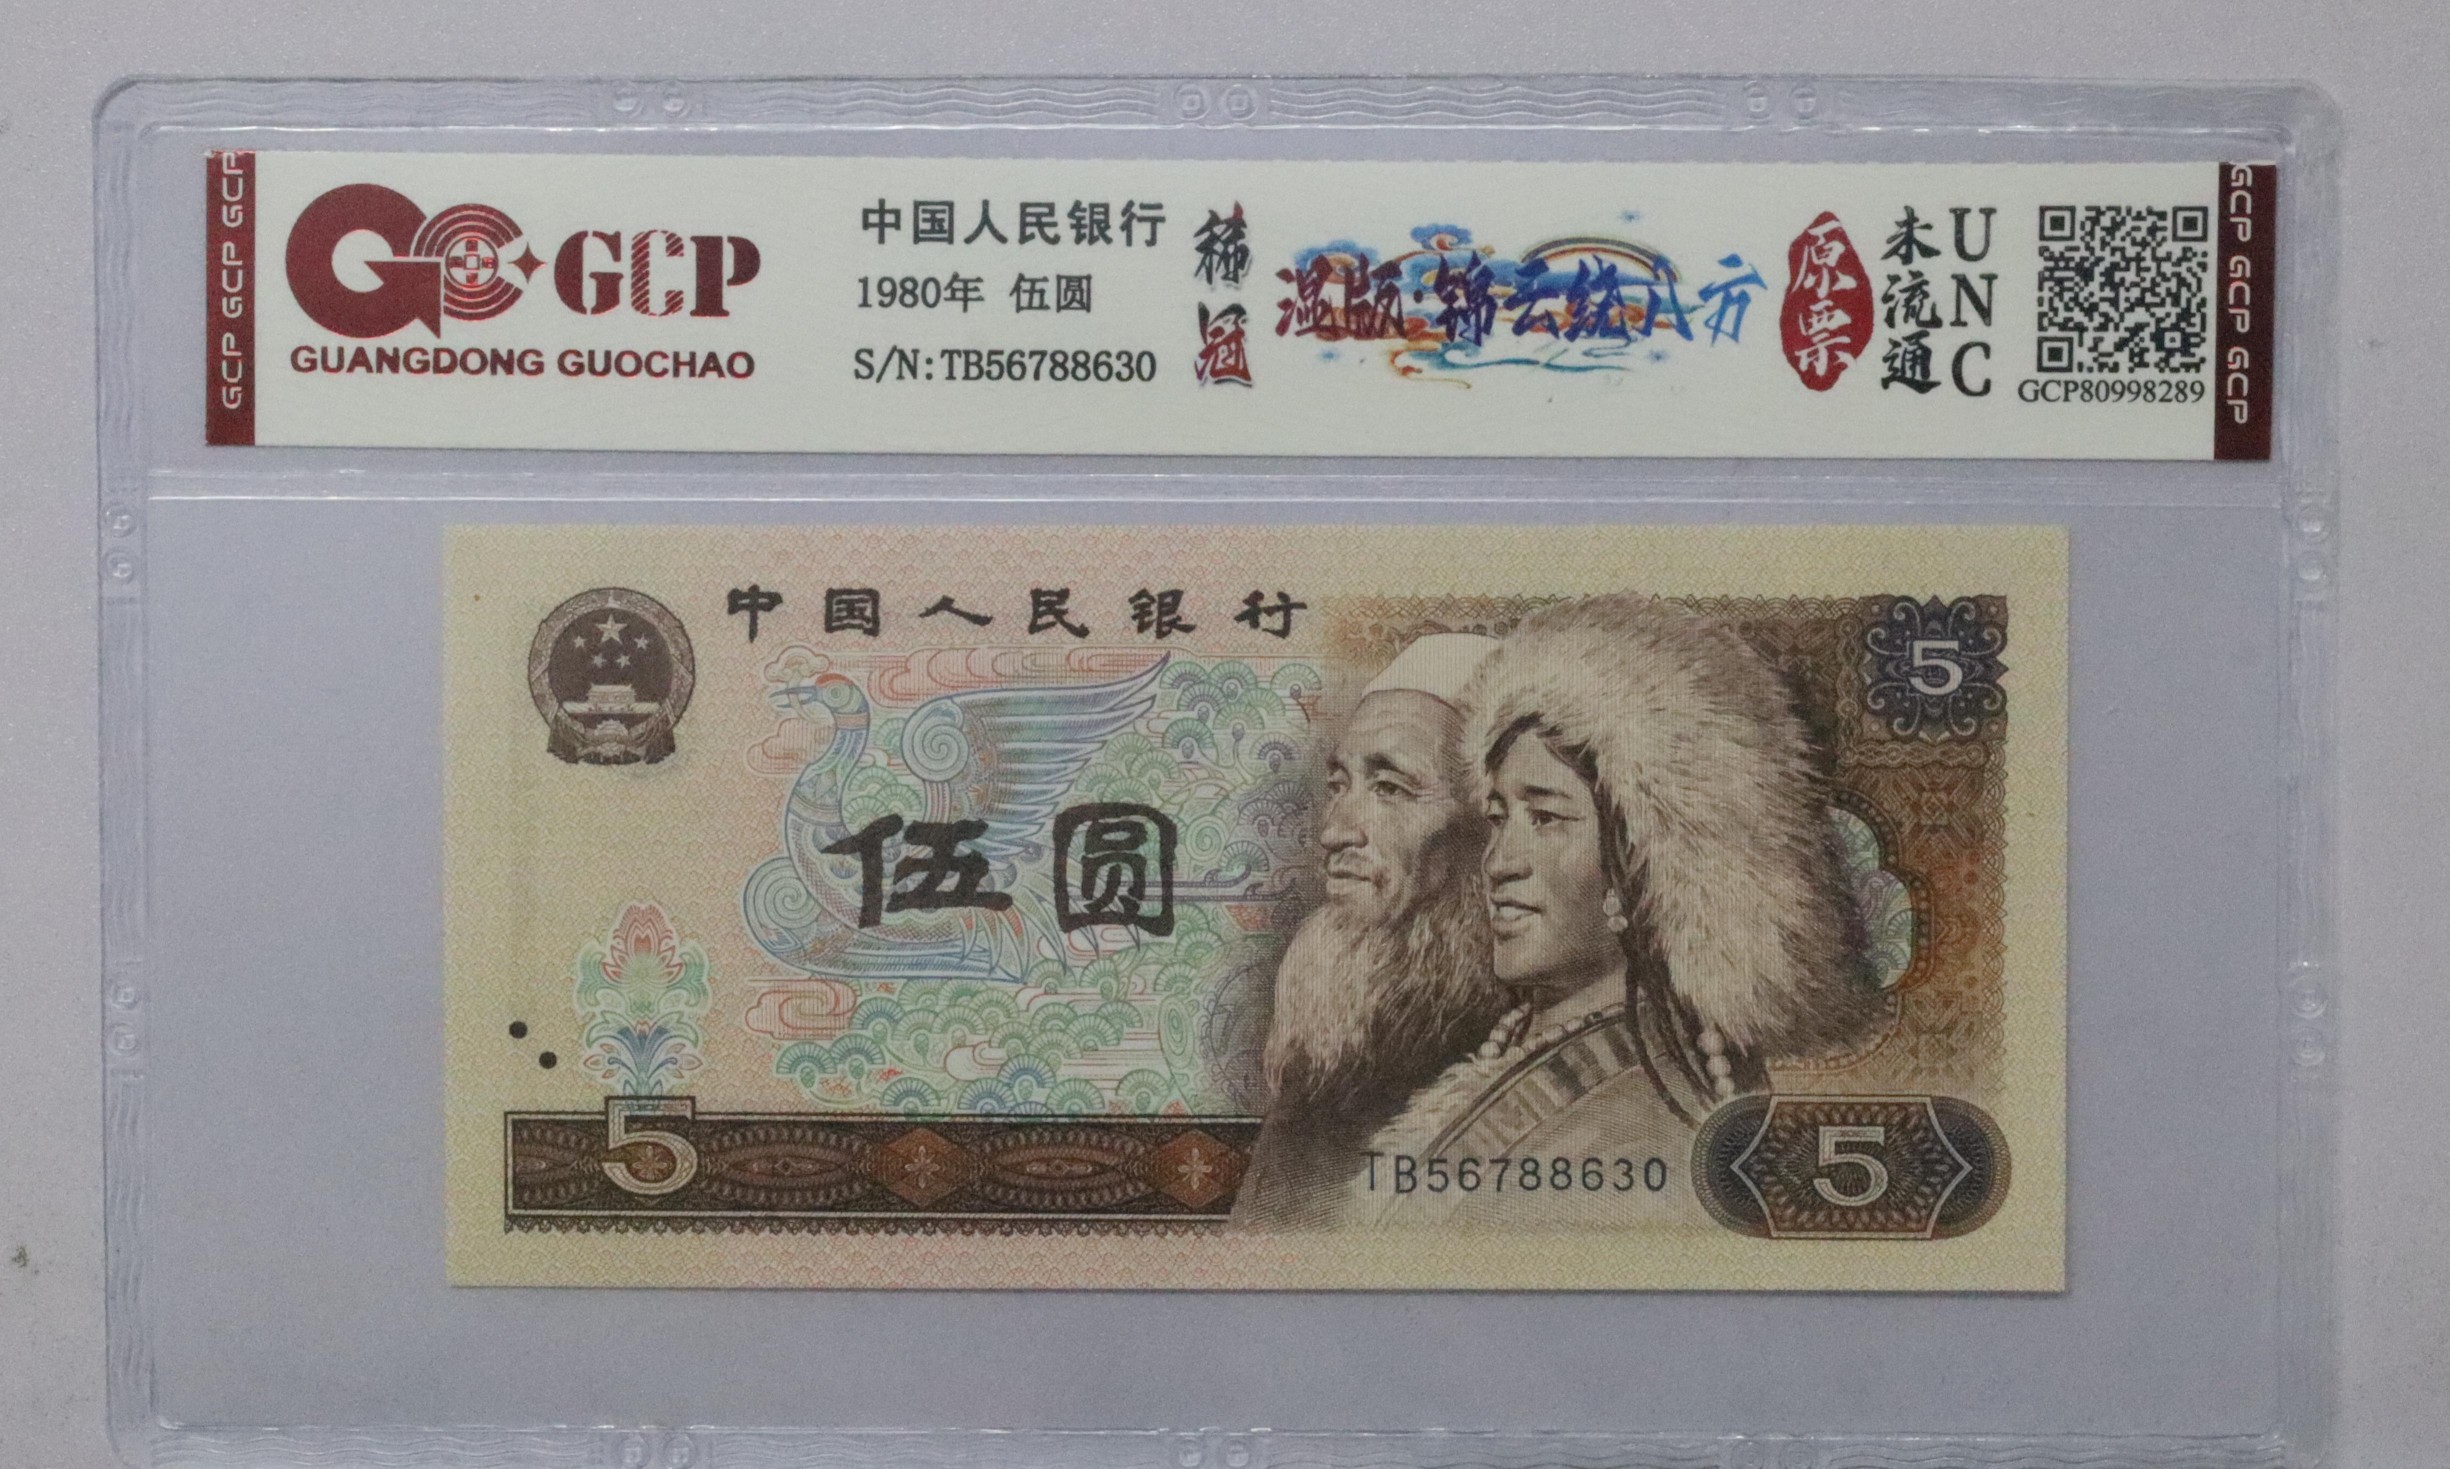 GCP GCP GCP
GCP
GUANGDONG GUOCHAO
中国人民银行
1980年 伍圆
S/N:TB56788630
稀冠
湿版·锦云绕八方
原票
未流通
UNC
GCP80998289
GCP GCP GCP
中国人民银行
5
伍圆
5
TB56788630
5